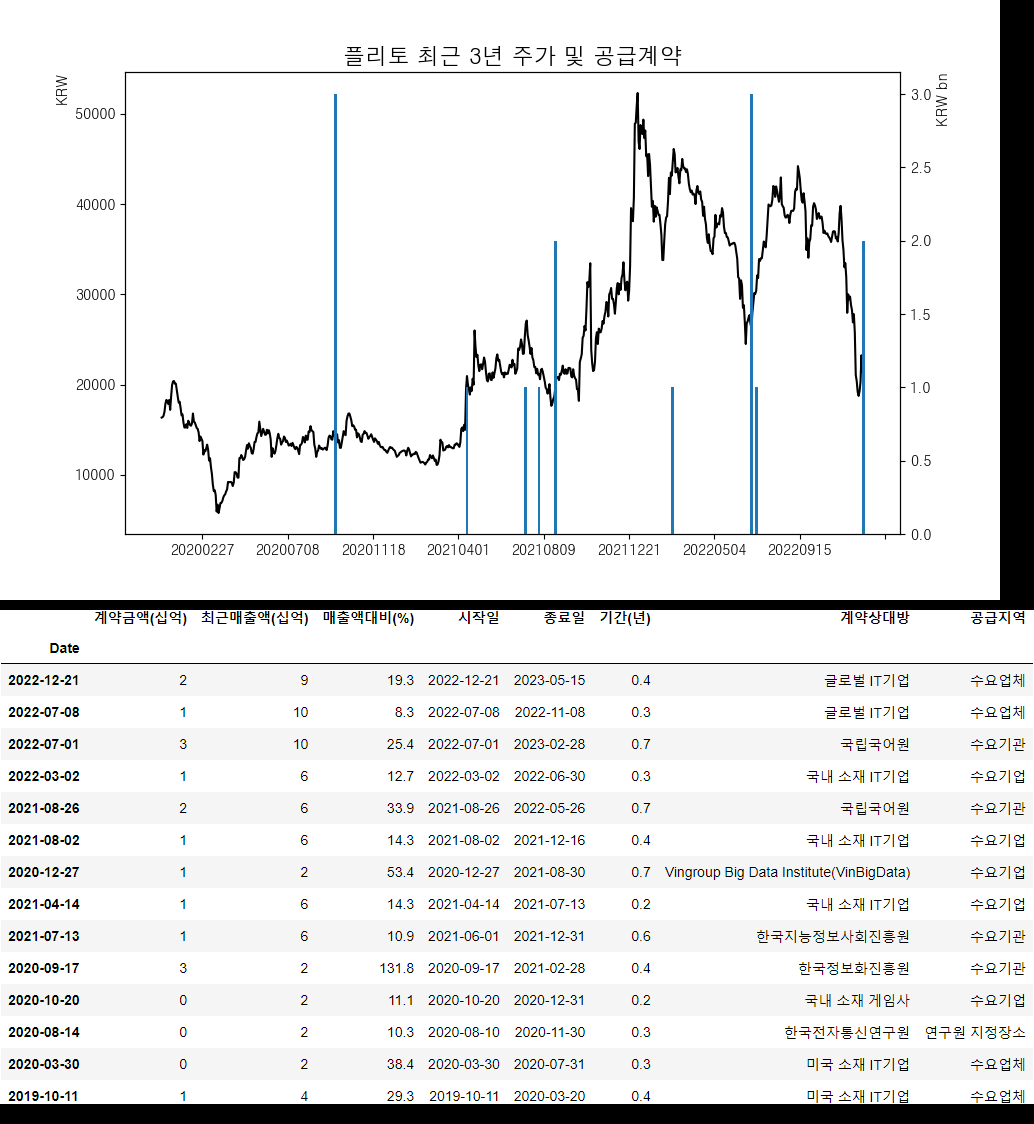 플리토 최근 3년 주가 및 공급계약
KRW
KRW bn
50000
40000
30000
20000
10000
3.0
2.5
2.0
1.5
1.0
0.5
0.0
20200227 20200708 20201118 20210401 20210809 20211221 20220504 20220915
계약금액(십억) 최근매출액(십억) 매출액대비(%) 시작일 종료일 기간(년) 계약상대방 공급지역
Date
2022-12-21 2 9 19.3 2022-12-21 2023-05-15 0.4 글로벌 IT기업 수요업체
2022-07-08 1 10 8.3 2022-07-08 2022-11-08 0.3 글로벌 IT기업 수요업체
2022-07-01 3 10 25.4 2022-07-01 2023-02-28 0.7 국립국어원 수요기관
2022-03-02 1 6 12.7 2022-03-02 2022-06-30 0.3 국내 소재 IT기업 수요기업
2021-08-26 2 6 33.9 2021-08-26 2022-05-26 0.7 국립국어원 수요기관
2021-08-02 1 6 14.3 2021-08-02 2021-12-16 0.4 국내 소재 IT기업 수요기업
2020-12-27 1 2 53.4 2020-12-27 2021-08-30 0.7 Vingroup Big Data Institute(VinBigData) 수요기업
2021-04-14 1 6 14.3 2021-04-14 2021-07-13 0.2 국내 소재 IT기업 수요기업
2021-07-13 1 6 10.9 2021-06-01 2021-12-31 0.6 한국지능정보사회진흥원 수요기관
2020-09-17 3 2 131.8 2020-09-17 2021-02-28 0.4 한국정보화진흥원 수요기관
2020-10-20 0 2 11.1 2020-10-20 2020-12-31 0.2 국내 소재 게임사 수요기업
2020-08-14 0 2 10.3 2020-08-10 2020-11-30 0.3 한국전자통신연구원 연구원 지정장소
2020-03-30 0 2 38.4 2020-03-30 2020-07-31 0.3 미국 소재 IT기업 수요업체
2019-10-11 1 4 29.3 2019-10-11 2020-03-20 0.4 미국 소재 IT기업 수요업체